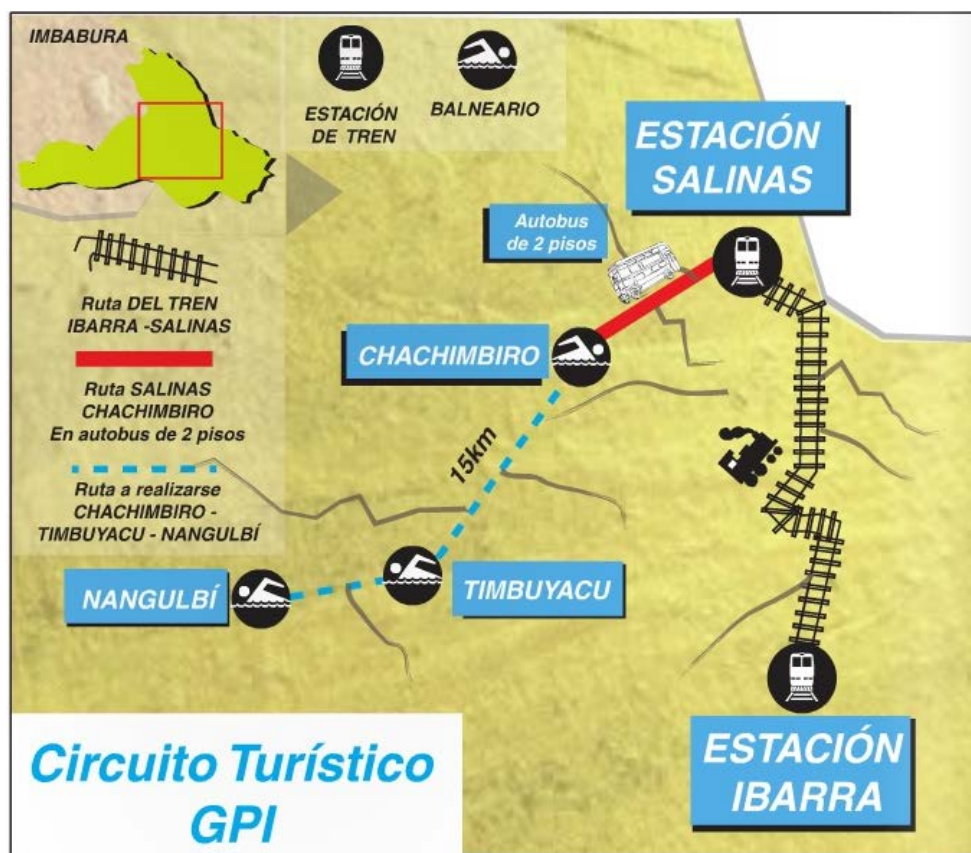 IMBABURA
ESTACIÓN
DE TREN
BALNEARIO
ESTACIÓN
SALINAS
Autobus
de 2 pisos
Ruta DEL TREN
IBARRA -SALINAS
CHACHIMBIRO
Ruta SALINAS
CHACHIMBIRO
En autobus de 2 pisos
15km
Ruta a realizarse
CHACHIMBIRO -
TIMBUYACU - NANGULBÍ
NANGULBÍ
TIMBUYACU
ESTACIÓN
IBARRA
Circuito Turístico
GPI